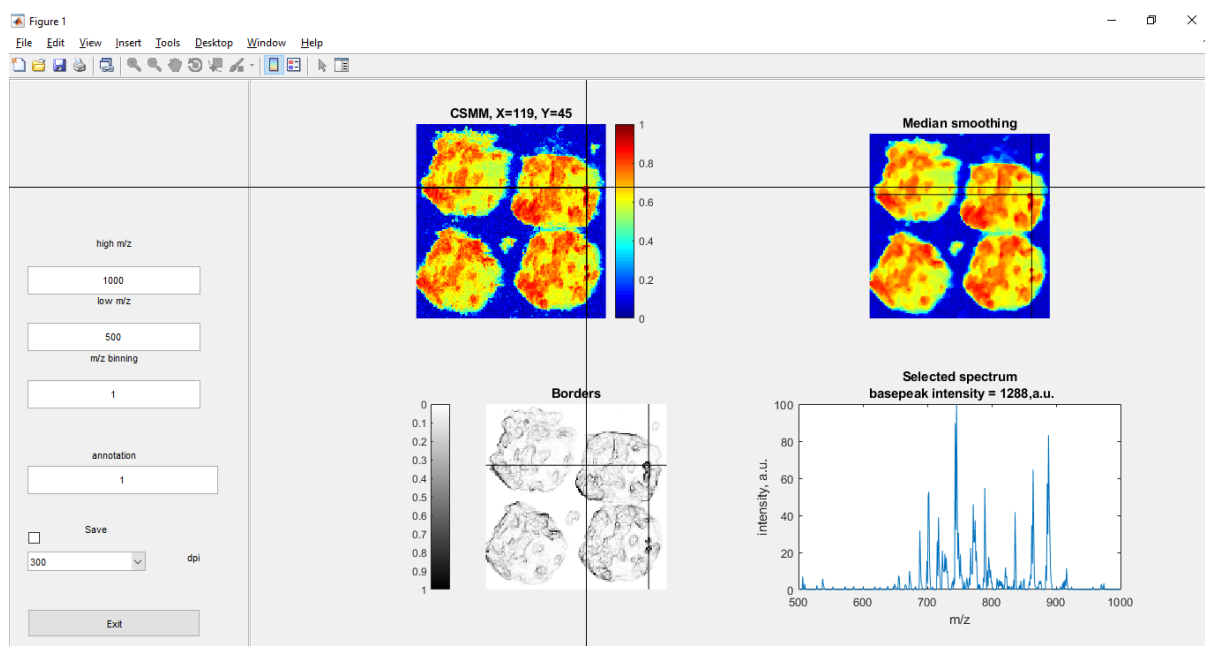 Figure 1
File Edit View Insert Tools Desktop Window Help
CSMM, X=119, Y=45
1
0.8
0.6
0.4
0.2
0
Median smoothing
high m/z
1000
low m/z
500
m/z binning
1
annotation
1
Save
300
dpi
Exit
Borders
0
0.1
0.2
0.3
0.4
0.5
0.6
0.7
0.8
0.9
1
Selected spectrum
basepeak intensity = 1288,a.u.
intensity, a.u.
100
80
60
40
20
0
500 600 700 800 900 1000
m/z